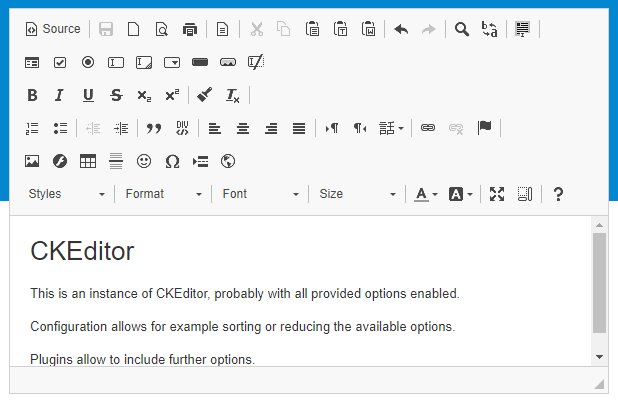 Source
Styles Format Font Size
CKEditor
This is an instance of CKEditor, probably with all provided options enabled.
Configuration allows for example sorting or reducing the available options.
Plugins allow to include further options.